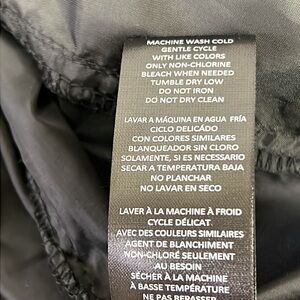 MACHINE WASH COLD
GENTLE CYCLE
WITH LIKE COLORS
ONLY NON-CHLORINE
BLEACH WHEN NEEDED
TUMBLE DRY LOW
DO NOT IRON
DO NOT DRY CLEAN
LAVAR A MÁQUINA EN AGUA FRÍA
CICLO DELICÁDO
CON COLORES SIMILARES
BLANQUEADOR SIN CLORO
SOLAMENTE, SI ES NECESSARIO
SECAR A TEMPERATURA BAJA
NO PLANCHAR
NO LAVAR EN SECO
LAVER À LA MACHINE À FROID
CYCLE DÉLICAT
AVEC DES COULEURS SIMILAIRES
AGENT DE BLANCHIMENT
NON-CHLORÉ SEULEMENT
AU BESOIN
SÉCHER À LA MACHINE
À BASSE TEMPÉRATURE
NE PAS REPASSER